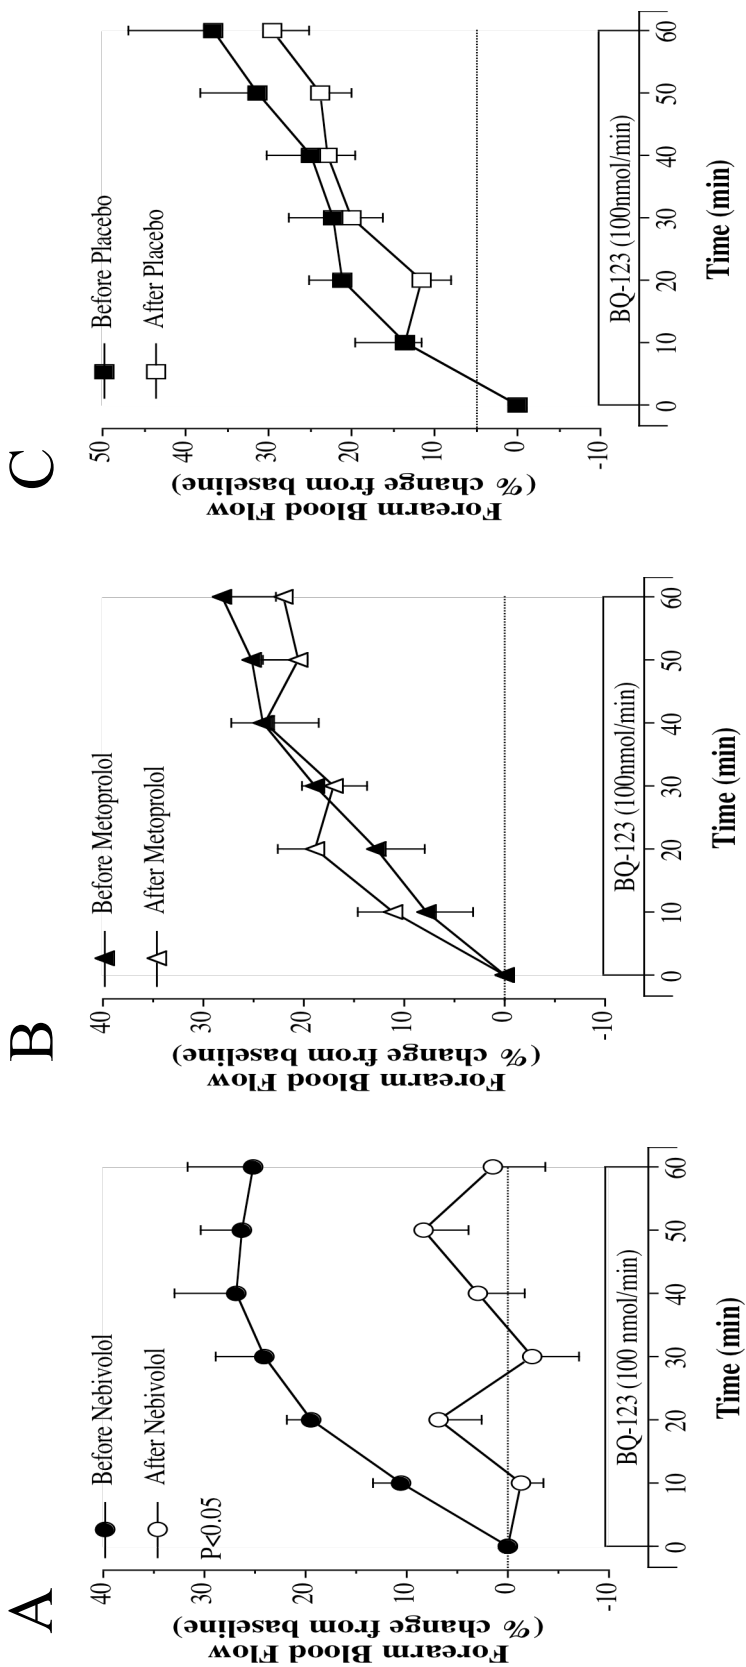 A
Forearm Blood Flow
(% change from baseline)
40
30
20
10
0
-10
Before Nebivolol
After Nebivolol
P<0.05
BQ-123 (100 nmol/min)
0 10 20 30 40 50 60
Time (min)
B
Forearm Blood Flow
(% change from baseline)
40
30
20
10
0
-10
Before Metoprolol
After Metoprolol
BQ-123 (100nmol/min)
0 10 20 30 40 50 60
Time (min)
C
Forearm Blood Flow
(% change from baseline)
50
40
30
20
10
0
-10
Before Placebo
After Placebo
BQ-123 (100nmol/min)
0 10 20 30 40 50 60
Time (min)